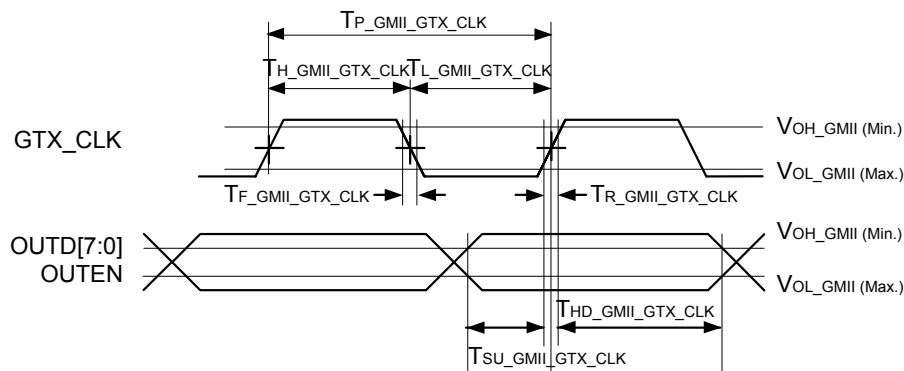 TP_GMII_GTX_CLK
TH_GMII_GTX_CLK TL_GMII_GTX_CLK
GTX_CLK
VOH_GMII (Min.)
VOL_GMII (Max.)
TF_GMII_GTX_CLK
TR_GMII_GTX_CLK
OUTD[7:0]
OUTEN
VOH_GMII (Min.)
VOL_GMII (Max.)
THD_GMII_GTX_CLK
TSU_GMII_GTX_CLK